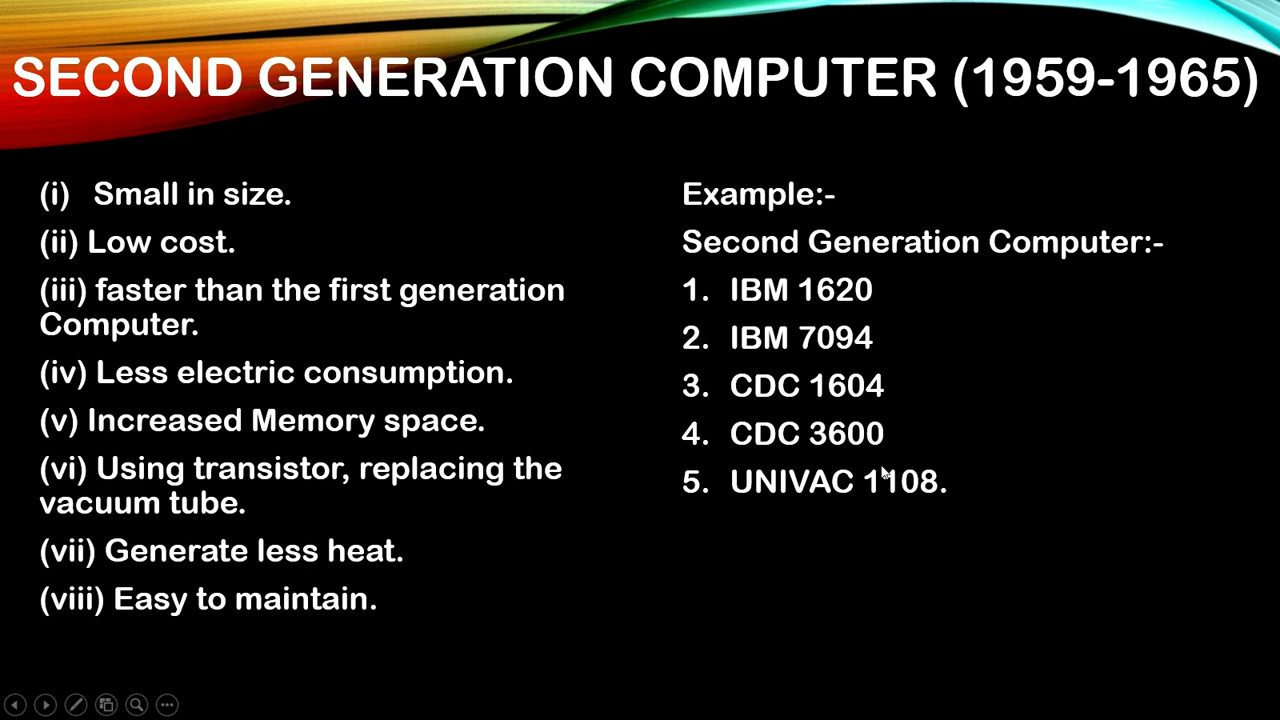 SECOND GENERATION COMPUTER (1959-1965)
(i) Small in size.
(ii) Low cost.
(iii) faster than the first generation
Computer.
(iv) Less electric consumption.
(v) Increased Memory space.
(vi) Using transistor, replacing the
vacuum tube.
(vii) Generate less heat.
(viii) Easy to maintain.
Example:-
Second Generation Computer:-
1. IBM 1620
2. IBM 7094
3. CDC 1604
4. CDC 3600
5. UNIVAC 1108.